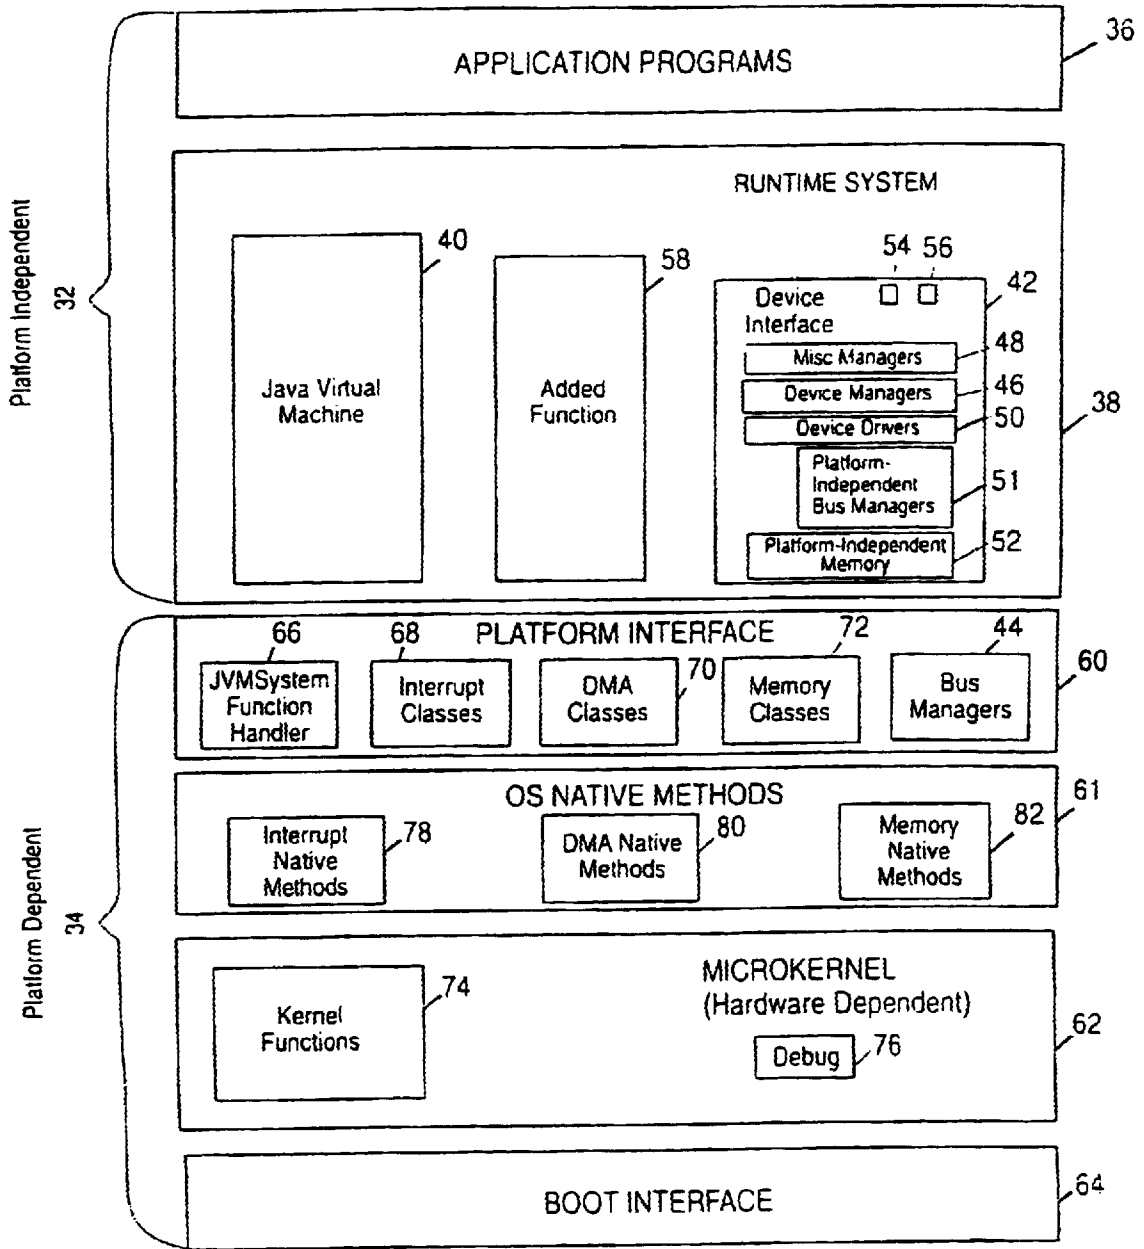 APPLICATION PROGRAMS
36
Platform Independent
32
RUNTIME SYSTEM
38
40
Java Virtual
Machine
58
Added
Function
54
56
42
Device
Interface
Misc Managers
48
Device Managers
46
Device Drivers
50
Platform-
Independent
Bus Managers
51
Platform-Independent
Memory
52
Platform Dependent
34
PLATFORM INTERFACE
60
66
JVMSystem
Function
Handler
68
Interrupt
Classes
DMA
Classes
70
72
Memory
Classes
44
Bus
Managers
OS NATIVE METHODS
61
Interrupt
Native
Methods
78
DMA Native
Methods
80
Memory
Native
Methods
82
MICROKERNEL
(Hardware Dependent)
62
Kernel
Functions
74
Debug
76
BOOT INTERFACE
64